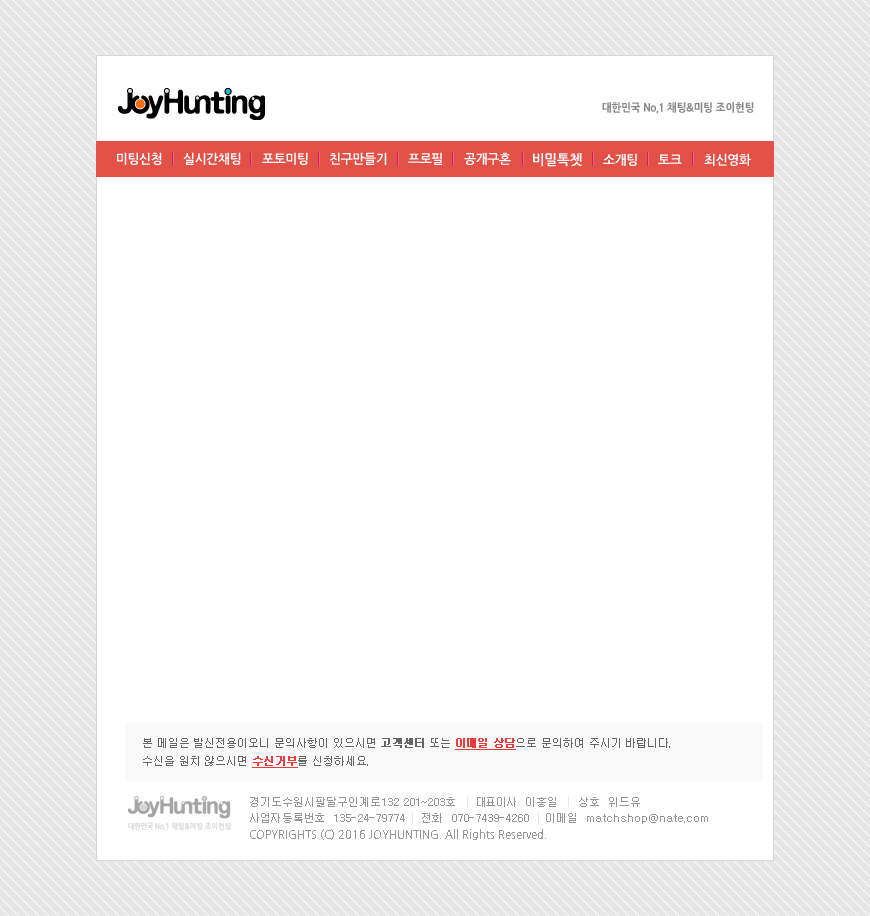 JoyHunting
대한민국 No,1 채팅&미팅 조이헌팅
미팅신청 실시간채팅 포토미팅 친구만들기 프로필 공개구혼 비밀톡쳇 소개팅 토크 최신영화
본 메일은 발신전용이오니 문의사항이 있으시면 고객센터 또는 이메일 상담으로 문의하여 주시기 바랍니다.
수신을 원치 않으시면 수신거부를 신청하세요.
JoyHunting
대한민국 No,1 채팅&미팅 조이헌팅
경기도수원시팔달구인계로132 201~203호 | 대표이사 이홍일 | 상호 위드유
사업자등록번호 135-24-79774 | 전화 070-7439-4260 | 이메일 matchshop@nate.com
COPYRIGHTS (C) 2016 JOYHUNTING. All Rights Reserved.